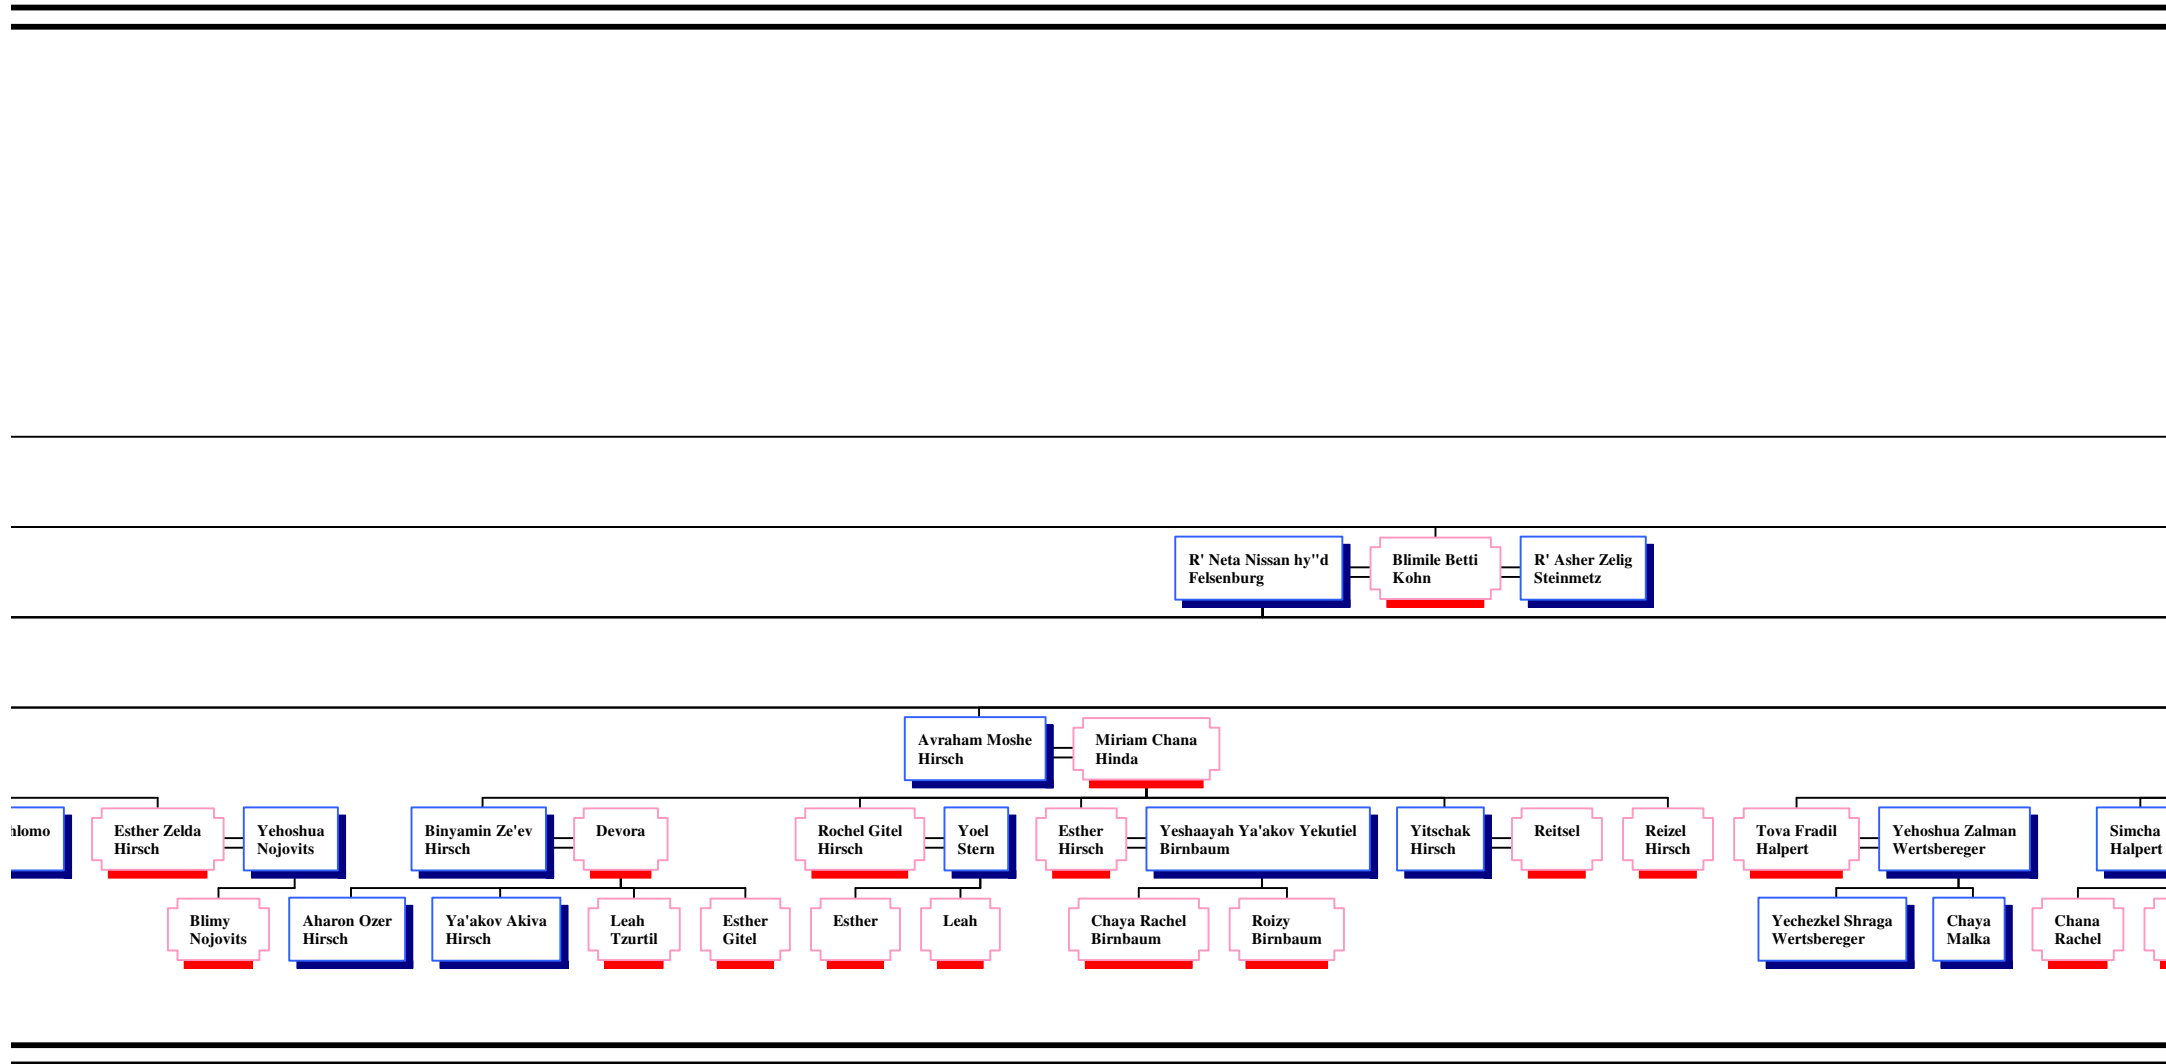 R' Neta Nissan hy"d
Felsenburg
Blimile Betti
Kohn
R' Asher Zelig
Steinmetz
Avraham Moshe
Hirsch
Miriam Chana
Hinda
hlomo
Esther Zelda
Hirsch
Yehoshua
Nojovits
Binyamin Ze'ev
Hirsch
Devora
Rochel Gitel
Hirsch
Yoel
Stern
Esther
Hirsch
Yeshaayah Ya'akov Yekutiel
Birnbaum
Yitschak
Hirsch
Reitsel
Reizel
Hirsch
Tova Fradil
Halpert
Yehoshua Zalman
Wertsbereger
Simcha
Halpert
Blimy
Nojovits
Aharon Ozer
Hirsch
Ya'akov Akiva
Hirsch
Leah
Tzurtil
Esther
Gitel
Esther
Leah
Chaya Rachel
Birnbaum
Roizy
Birnbaum
Yechezkel Shraga
Wertsbereger
Chaya
Malka
Chana
Rachel